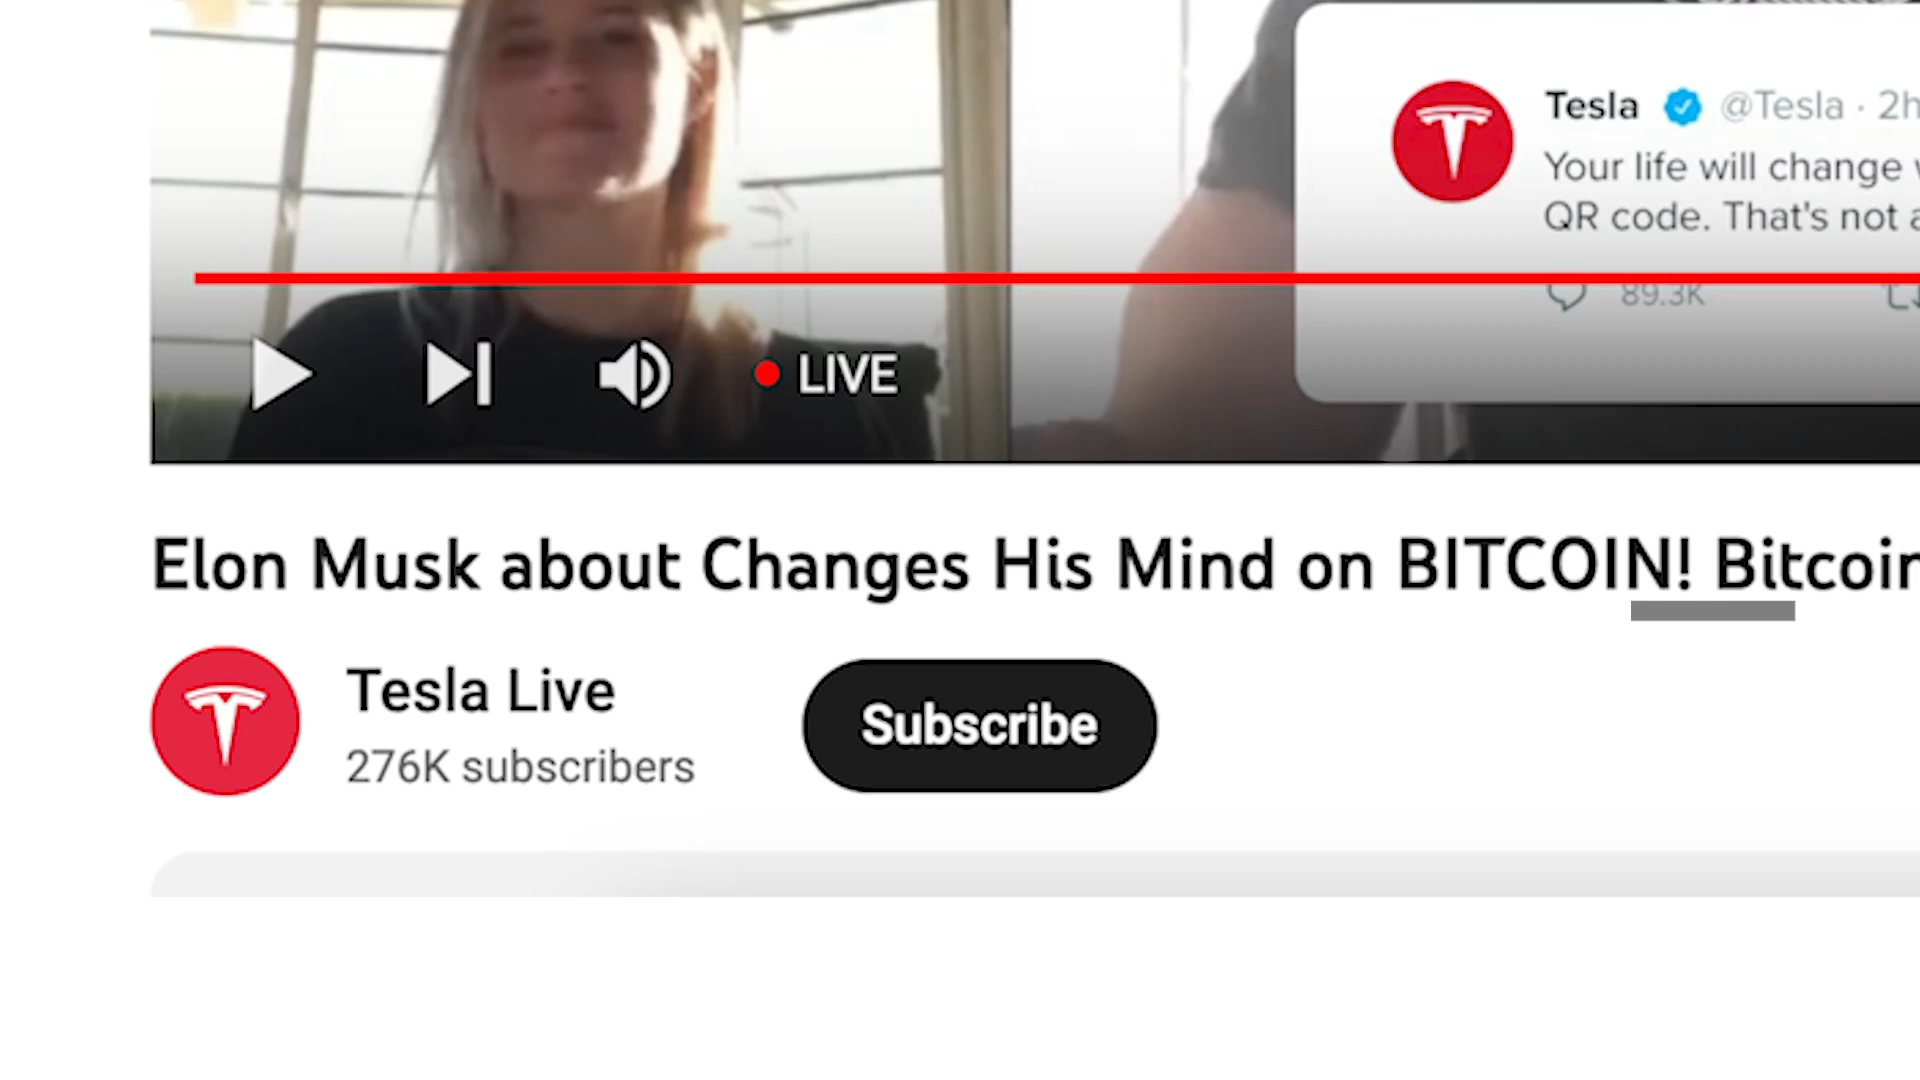 Tesla @Tesla · 2h
Your life will change
QR code. That's not a
89.3K
LIVE
Elon Musk about Changes His Mind on BITCOIN! Bitcoin
Tesla Live
276K subscribers
Subscribe